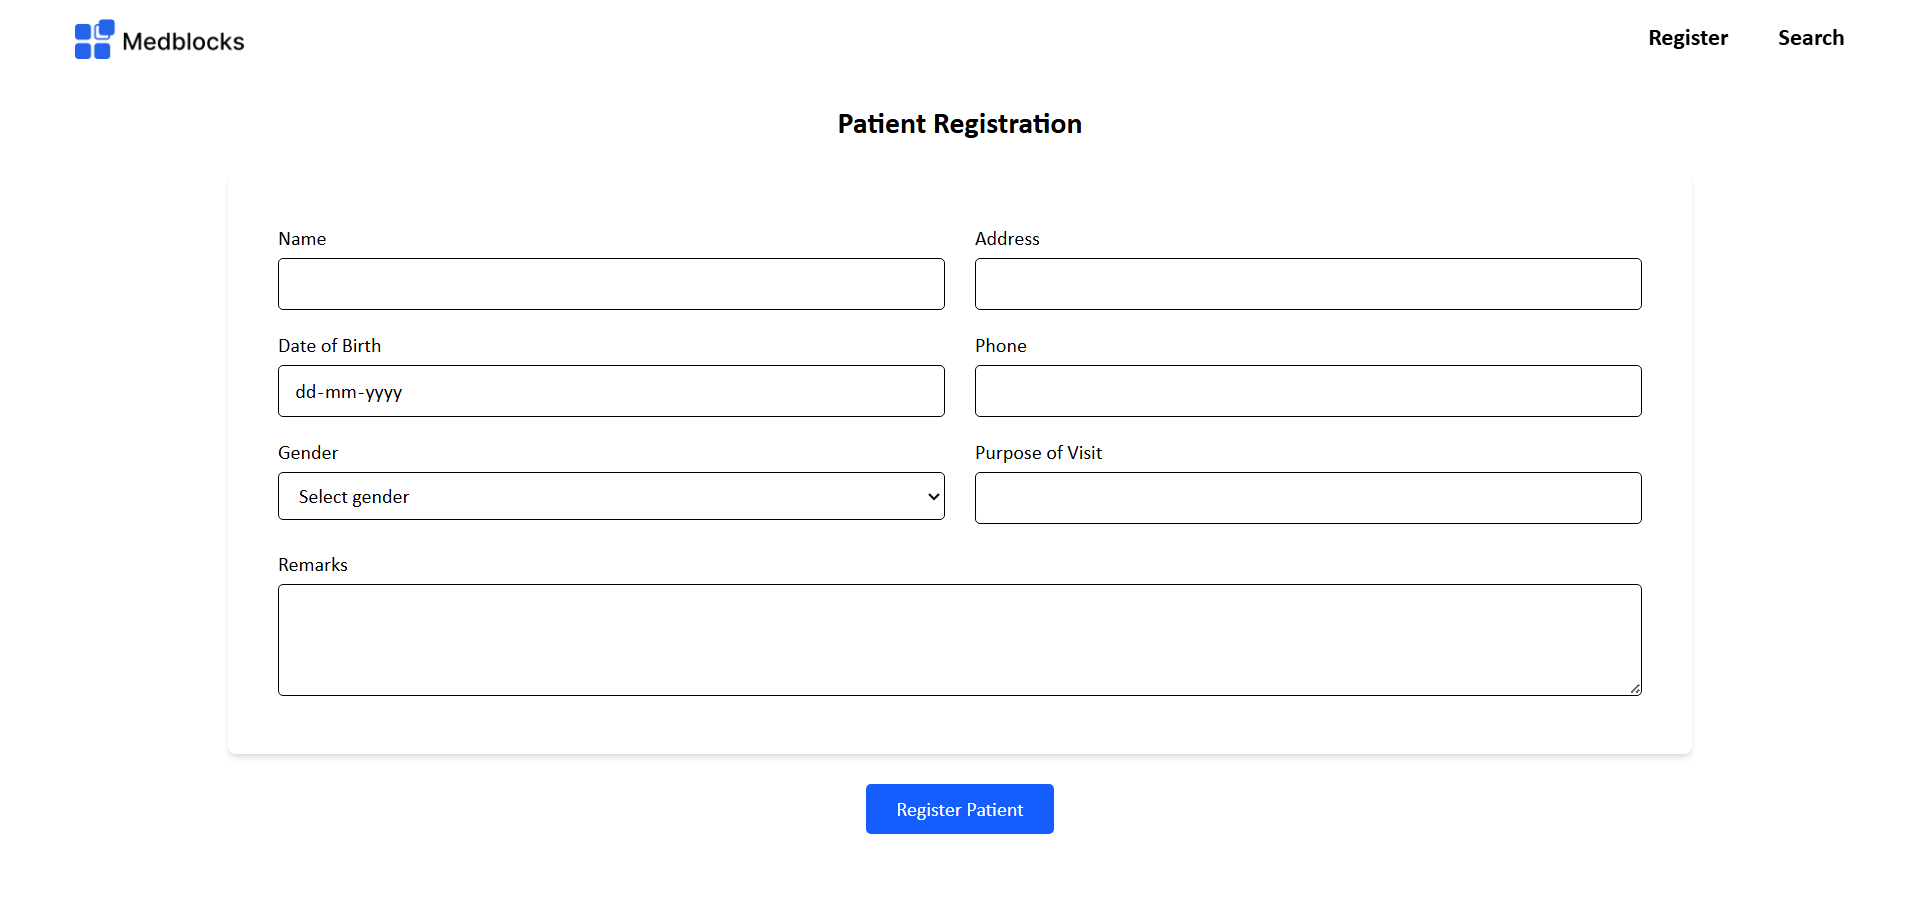 Medblocks
Register
Search
Patient Registration
Name
Address
Date of Birth
Phone
dd-mm-yyyy
Gender
Purpose of Visit
Select gender
Remarks
Register Patient